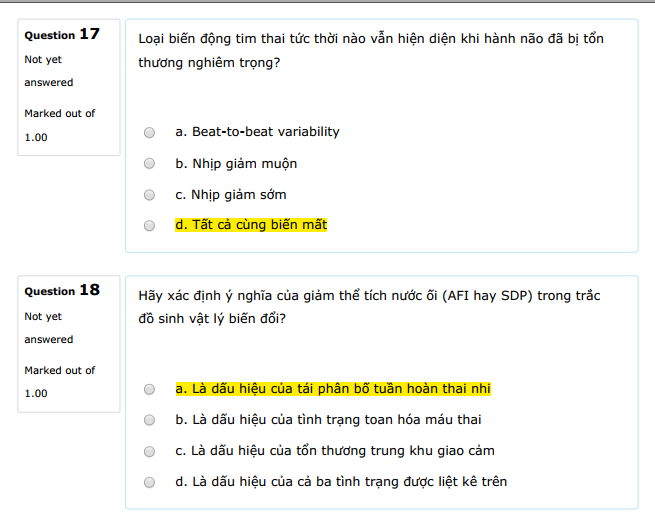 Question 17
Not yet
answered
Marked out of
1.00
Loại biến động tim thai tức thời nào vẫn hiện diện khi hành não đã bị tổn
thương nghiêm trọng?
a. Beat-to-beat variability
b. Nhịp giảm muộn
c. Nhịp giảm sớm
d. Tất cả cùng biến mất
Question 18
Not yet
answered
Marked out of
1.00
Hãy xác định ý nghĩa của giảm thể tích nước ối (AFI hay SDP) trong trắc
đồ sinh vật lý biến đổi?
a. Là dấu hiệu của tái phân bố tuần hoàn thai nhi
b. Là dấu hiệu của tình trạng toan hóa máu thai
c. Là dấu hiệu của tổn thương trung khu giao cảm
d. Là dấu hiệu của cả ba tình trạng được liệt kê trên